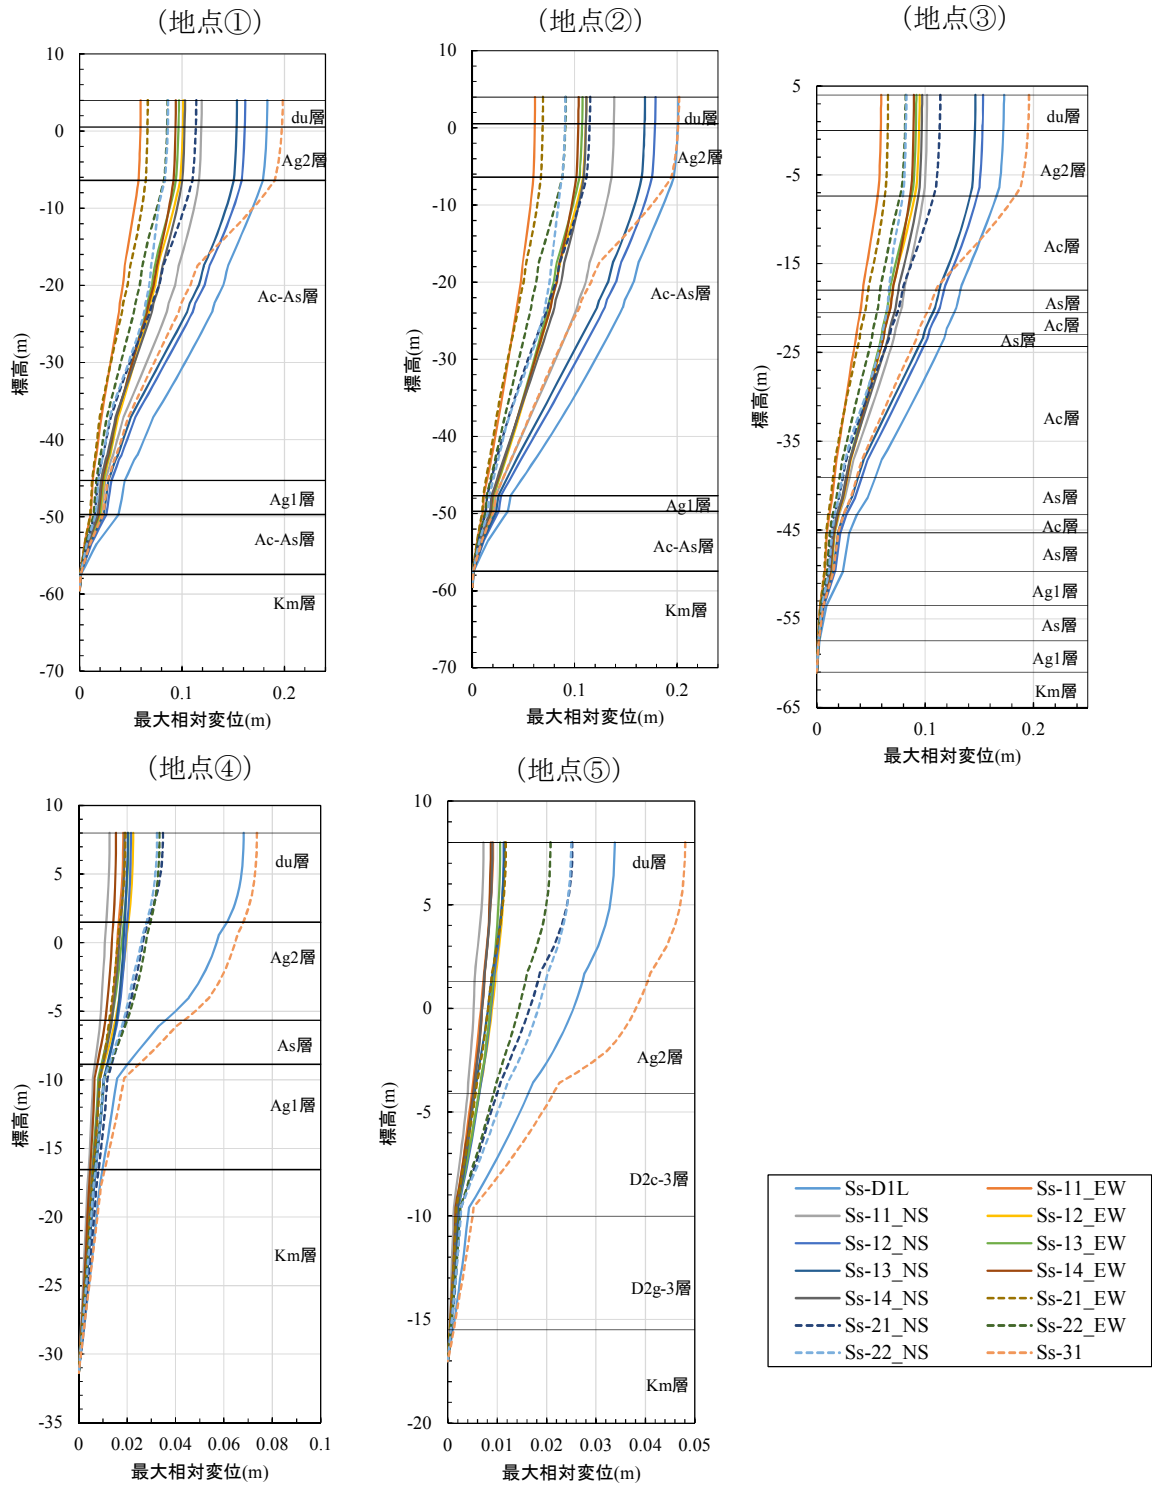 (地点①)
10
0
-10
-20
-30
-40
-50
-60
-70
標高(m)
du層
Ag2層
Ac-As層
Ag1層
Ac-As層
Km層
0
0.1
0.2
最大相対変位(m)
(地点②)
10
0
-10
-20
-30
-40
-50
-60
-70
標高(m)
du層
Ag2層
Ac-As層
Ag1層
Ac-As層
Km層
0
0.1
0.2
最大相対変位(m)
(地点③)
5
-5
-15
-25
-35
-45
-55
-65
標高(m)
du層
Ag2層
Ac層
As層
Ac層
As層
Ac層
As層
Ac層
As層
Ag1層
As層
Ag1層
Km層
0
0.1
0.2
最大相対変位(m)
(地点④)
10
5
0
-5
-10
-15
-20
-25
-30
-35
標高(m)
du層
Ag2層
As層
Ag1層
Km層
0
0.02
0.04
0.06
0.08
0.1
最大相対変位(m)
(地点⑤)
10
5
0
-5
-10
-15
-20
標高(m)
du層
Ag2層
D2c-3層
D2g-3層
Km層
0
0.01
0.02
0.03
0.04
0.05
最大相対変位(m)
Ss-D1L
Ss-11_EW
Ss-11_NS
Ss-12_EW
Ss-12_NS
Ss-13_EW
Ss-13_NS
Ss-14_EW
Ss-14_NS
Ss-21_EW
Ss-21_NS
Ss-22_EW
Ss-22_NS
Ss-31